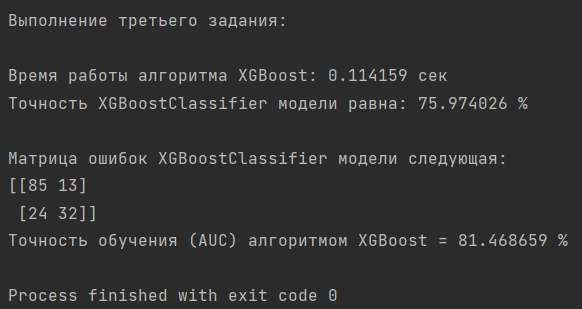 Выполнение третьего задания:
Время работы алгоритма XGBoost: 0.114159 сек
Точность XGBoostClassifier модели равна: 75.974026 %
Матрица ошибок XGBoostClassifier модели следующая:
[[85 13]
[24 32]]
Точность обучения (AUC) алгоритмом XGBoost = 81.468659 %
Process finished with exit code 0